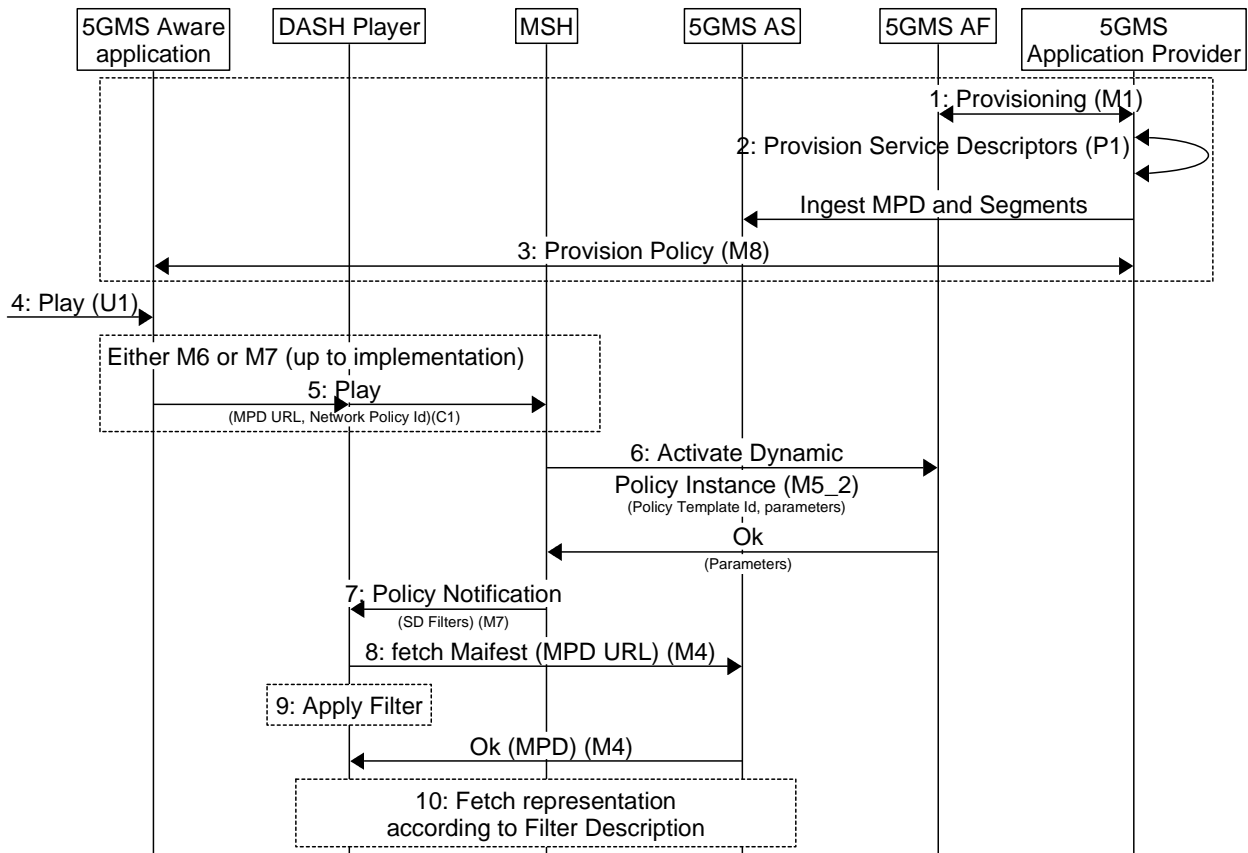 5GMS Aware
application
DASH Player
MSH
5GMS AS
5GMS AF
5GMS
Application Provider
1: Provisioning (M1)
2: Provision Service Descriptors (P1)
Ingest MPD and Segments
3: Provision Policy (M8)
4: Play (U1)
Either M6 or M7 (up to implementation)
5: Play
(MPD URL, Network Policy Id)(C1)
6: Activate Dynamic
Policy Instance (M5_2)
(Policy Template Id, parameters)
Ok
(Parameters)
7: Policy Notification
(SD Filters) (M7)
8: fetch Maifest (MPD URL) (M4)
9: Apply Filter
Ok (MPD) (M4)
10: Fetch representation
according to Filter Description